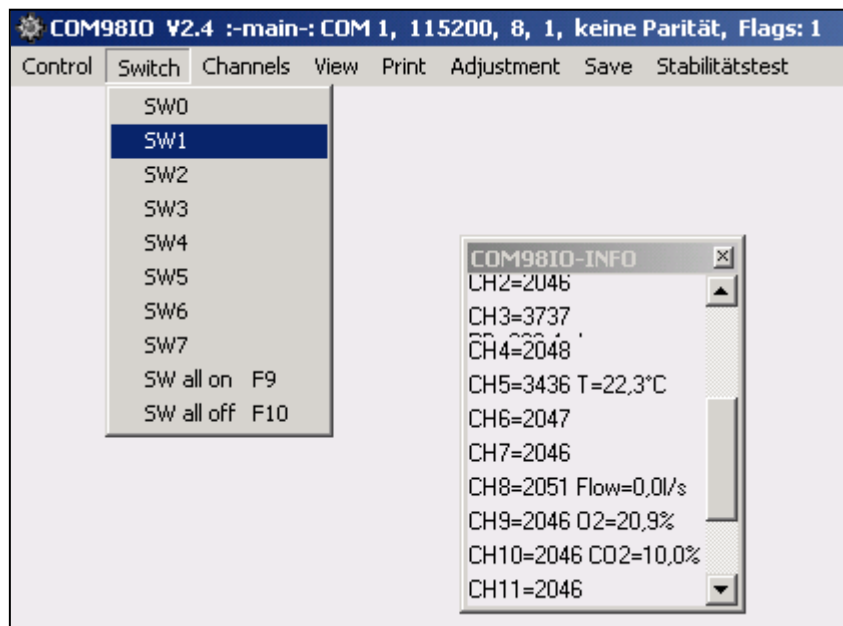 COM98IO V2.4 :-main-: COM 1, 115200, 8, 1, keine Parität, Flags: 1
Control Switch Channels View Print Adjustment Save Stabilitätstest
SW0
SW1
SW2
SW3
SW4
SW5
SW6
SW7
SW all on F9
SW all off F10
COM98IO-INFO
CH2=2046
CH3=3737
CH4=2048
CH5=3436 T=22,3°C
CH6=2047
CH7=2046
CH8=2051 Flow=0,0l/s
CH9=2046 O2=20,9%
CH10=2046 CO2=10,0%
CH11=2046